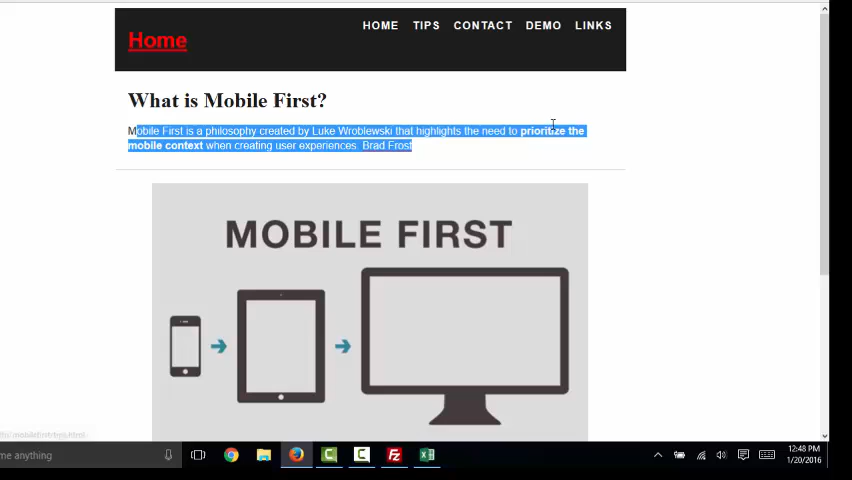 HOME TIPS CONTACT DEMO LINKS
Home
What is Mobile First?
Mobile First is a philosophy created by Luke Wroblewski that highlights the need to prioritize the
mobile context when creating user experiences. Brad Frost
MOBILE FIRST
me anything
12:48 PM
1/20/2016